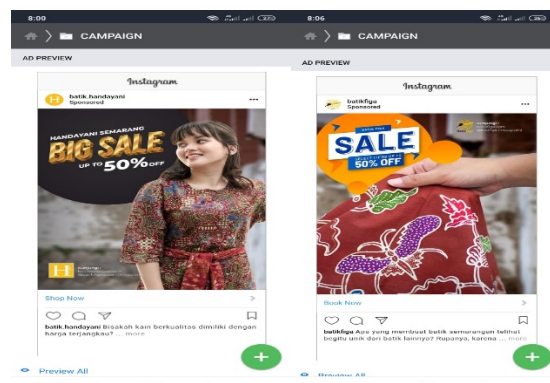 8:00
CAMPAIGN
AD PREVIEW
Instagram
batik.handayani
Sponsored
HANDAYANI SEMARANG
BIG SALE
UP TO 50% OFF
H
Shop Now
batik.handayani Bisakah kain berkualitas dimiliki dengan
harga terjangkau? ... more
Preview All
8:06
CAMPAIGN
AD PREVIEW
Instagram
batikfiga
Sponsored
SALE
50% OFF
Book Now
batikfiga Apa yang membuat batik semarangan terlihat
begitu unik dari batik lainnya? Rupanya, karena ... more
Preview All